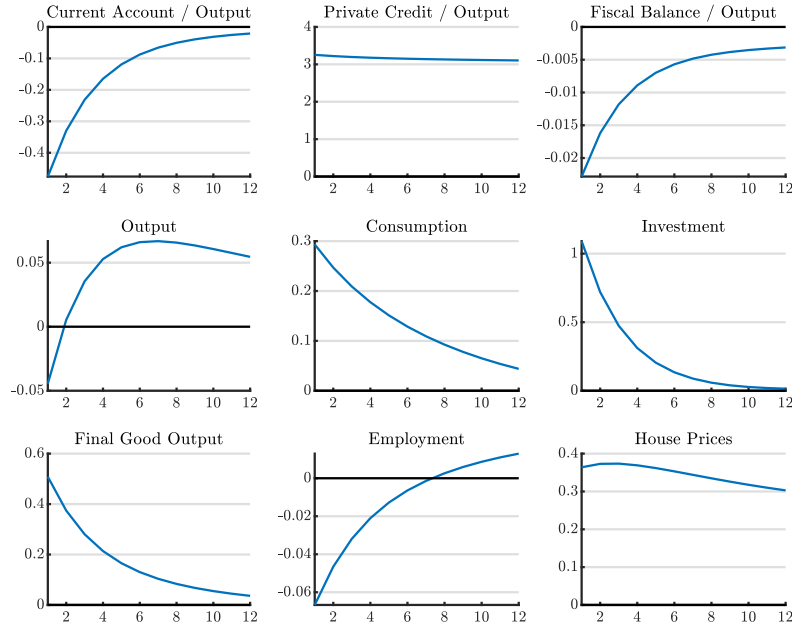 Current Account / Output
0
-0.1
-0.2
-0.3
-0.4
2 4 6 8 10 12
Private Credit / Output
4
3
2
1
0
2 4 6 8 10 12
Fiscal Balance / Output
0
-0.005
-0.01
-0.015
-0.02
2 4 6 8 10 12
Output
0.05
0
-0.05
2 4 6 8 10 12
Consumption
0.3
0.2
0.1
0
2 4 6 8 10 12
Investment
1
0.5
0
2 4 6 8 10 12
Final Good Output
0.6
0.4
0.2
0
2 4 6 8 10 12
Employment
0
-0.02
-0.04
-0.06
2 4 6 8 10 12
House Prices
0.4
0.3
0.2
0.1
0
2 4 6 8 10 12